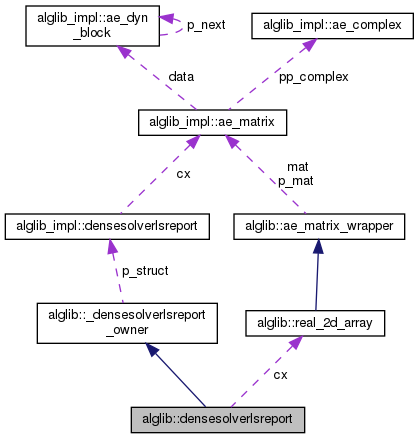 alglib_impl::ae_dyn
_block
p_next
alglib_impl::ae_complex
data
pp_complex
alglib_impl::ae_matrix
cx
mat
p_mat
alglib_impl::densesolverlsreport
alglib::ae_matrix_wrapper
p_struct
alglib::_densesolverlsreport
_owner
alglib::real_2d_array
cx
alglib::densesolverlsreport